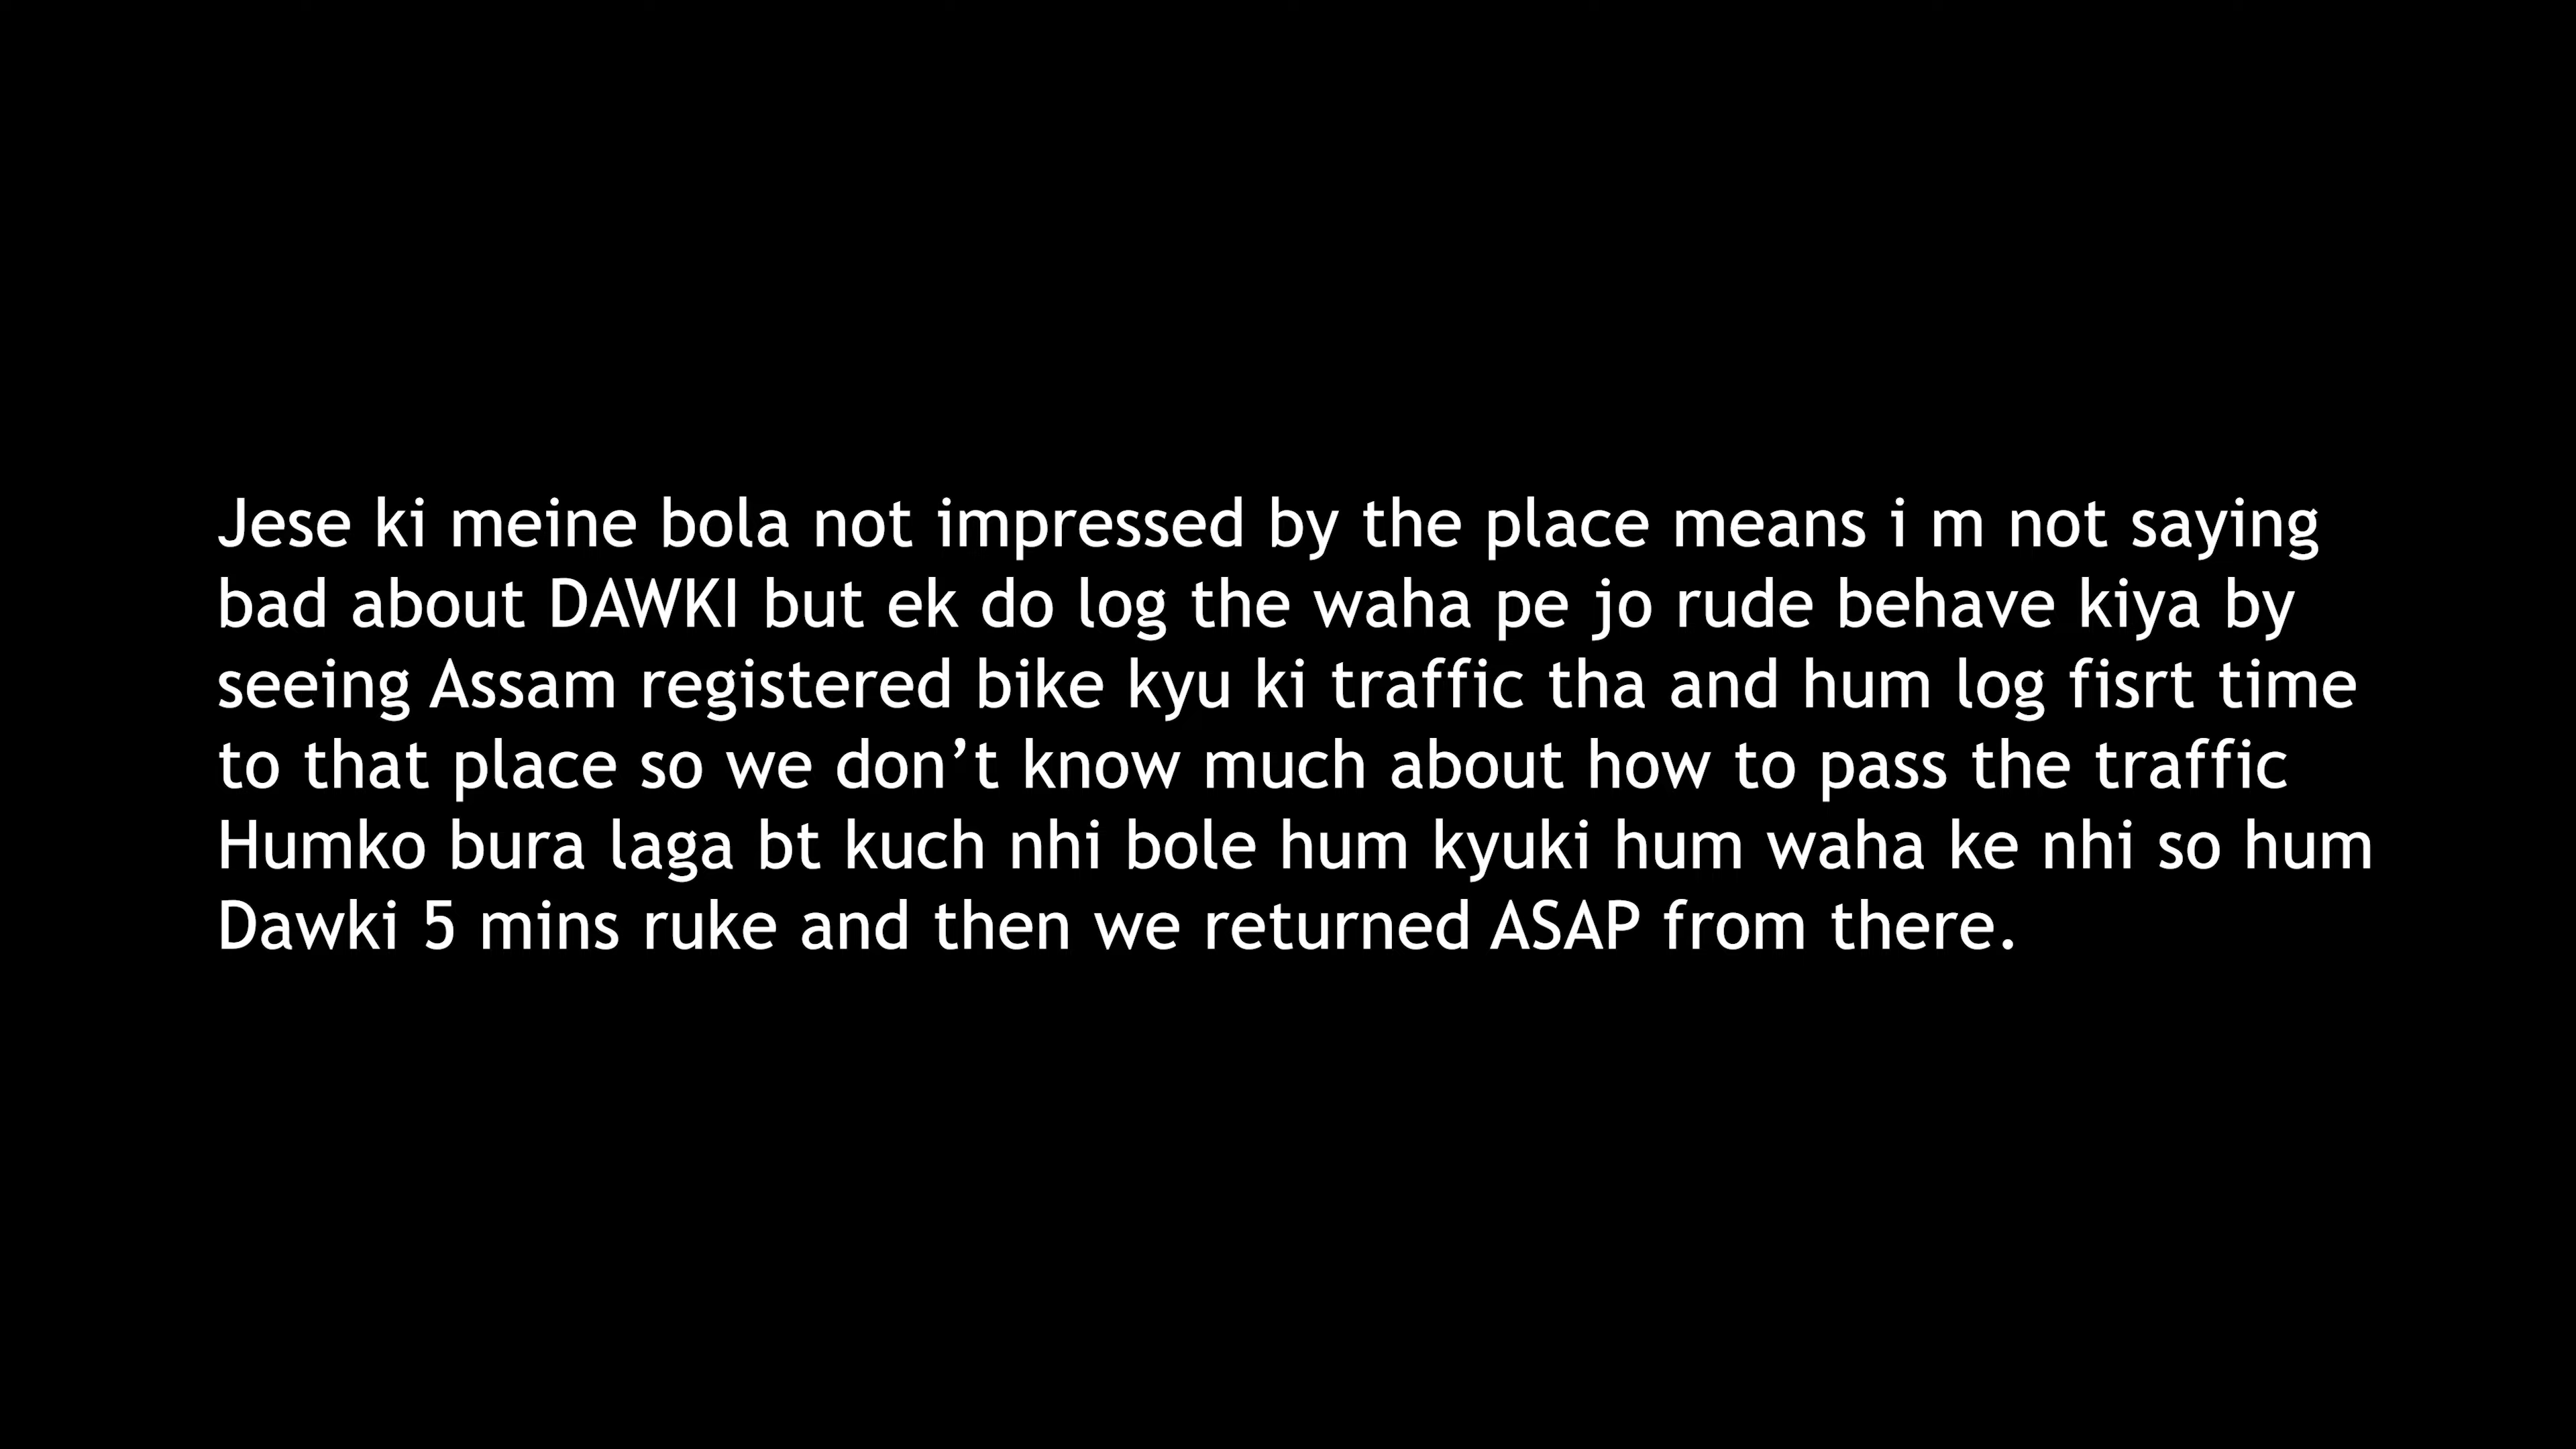 Jese ki meine bola not impressed by the place means i m not saying
bad about DAWKI but ek do log the waha pe jo rude behave kiya by
seeing Assam registered bike kyu ki traffic tha and hum log fisrt time
to that place so we don’t know much about how to pass the traffic
Humko bura laga bt kuch nhi bole hum kyuki hum waha ke nhi so hum
Dawki 5 mins ruke and then we returned ASAP from there.